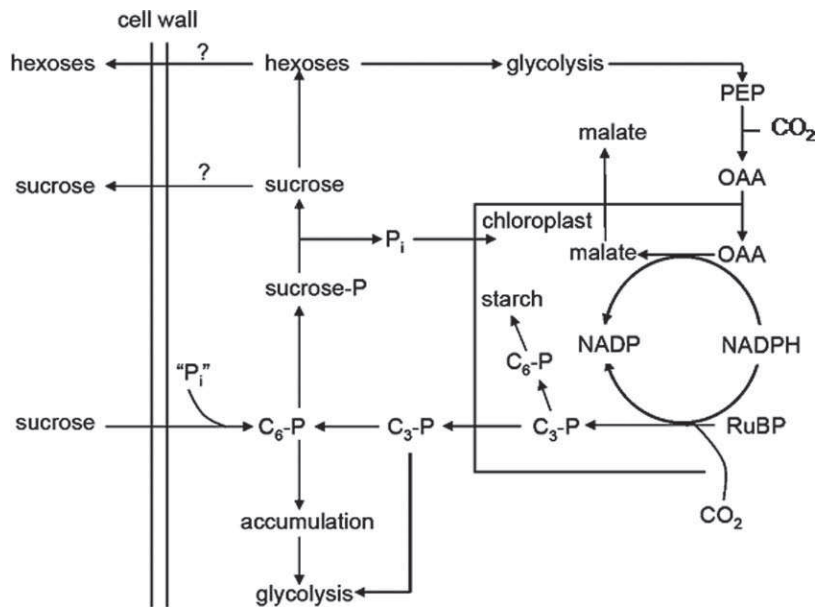 cell wall
hexoses
?
hexoses
glycolysis
PEP
CO₂
malate
OAA
sucrose
?
sucrose
chloroplast
Pᵢ
malate
OAA
sucrose-P
starch
C₆-P
NADP
NADPH
“Pᵢ”
sucrose
C₆-P
C₃-P
C₃-P
RuBP
accumulation
CO₂
glycolysis